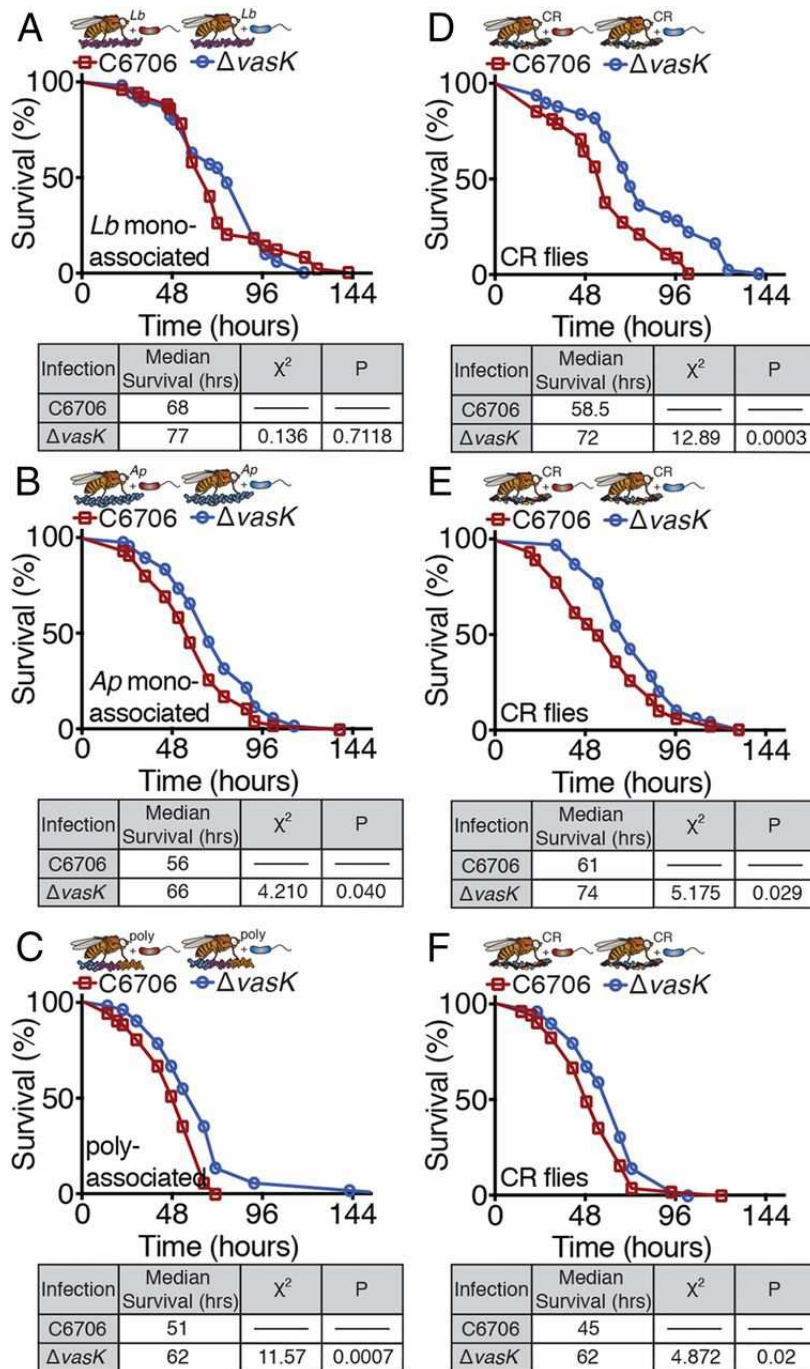 A
Lb
+
Lb
+
C6706 ΔvasK
Survival (%)
100
50
0
Lb mono-
associated
0 48 96 144
Time (hours)
Infection Median Survival (hrs) χ² P
C6706 68 —— ——
ΔvasK 77 0.136 0.7118
B
Ap
+
Ap
+
C6706 ΔvasK
Survival (%)
100
50
0
Ap mono-
associated
0 48 96 144
Time (hours)
Infection Median Survival (hrs) χ² P
C6706 56 —— ——
ΔvasK 66 4.210 0.040
C
poly
+
poly
+
C6706 ΔvasK
Survival (%)
100
50
0
poly-
associated
0 48 96 144
Time (hours)
Infection Median Survival (hrs) χ² P
C6706 51 —— ——
ΔvasK 62 11.57 0.0007
D
CR
+
CR
+
C6706 ΔvasK
Survival (%)
100
50
0
CR flies
0 48 96 144
Time (hours)
Infection Median Survival (hrs) χ² P
C6706 58.5 —— ——
ΔvasK 72 12.89 0.0003
E
CR
+
CR
+
C6706 ΔvasK
Survival (%)
100
50
0
CR flies
0 48 96 144
Time (hours)
Infection Median Survival (hrs) χ² P
C6706 61 —— ——
ΔvasK 74 5.175 0.029
F
CR
+
CR
+
C6706 ΔvasK
Survival (%)
100
50
0
CR flies
0 48 96 144
Time (hours)
Infection Median Survival (hrs) χ² P
C6706 45 —— ——
ΔvasK 62 4.872 0.02